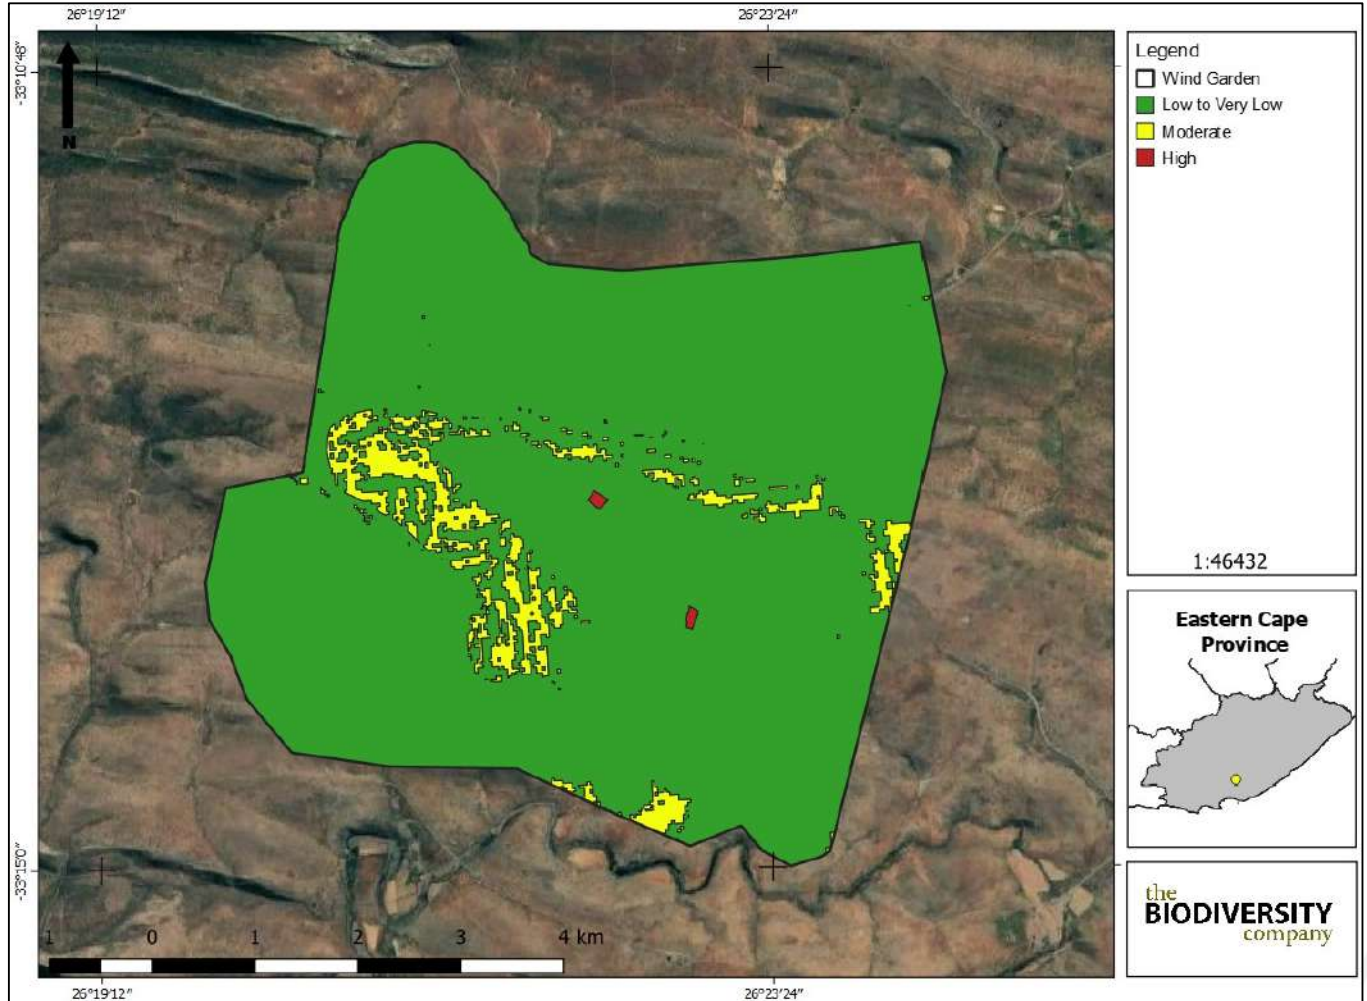 26°19′12″
26°23′24″
-33°10′48″
N
-33°15′0″
1 0 1 2 3 4 km
26°19′12″
26°23′24″
Legend
Wind Garden
Low to Very Low
Moderate
High
1:46432
Eastern Cape
Province
the
BIODIVERSITY
company